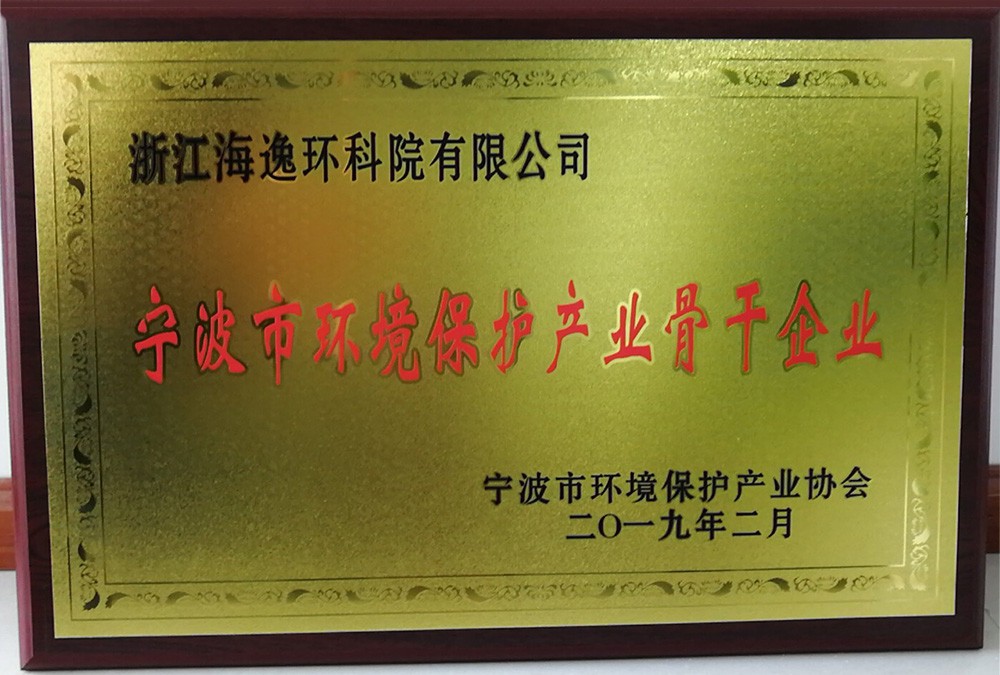 浙江海逸环科院有限公司
宁波市环境保护产业骨干企业
宁波市环境保护产业协会
二〇一九年二月